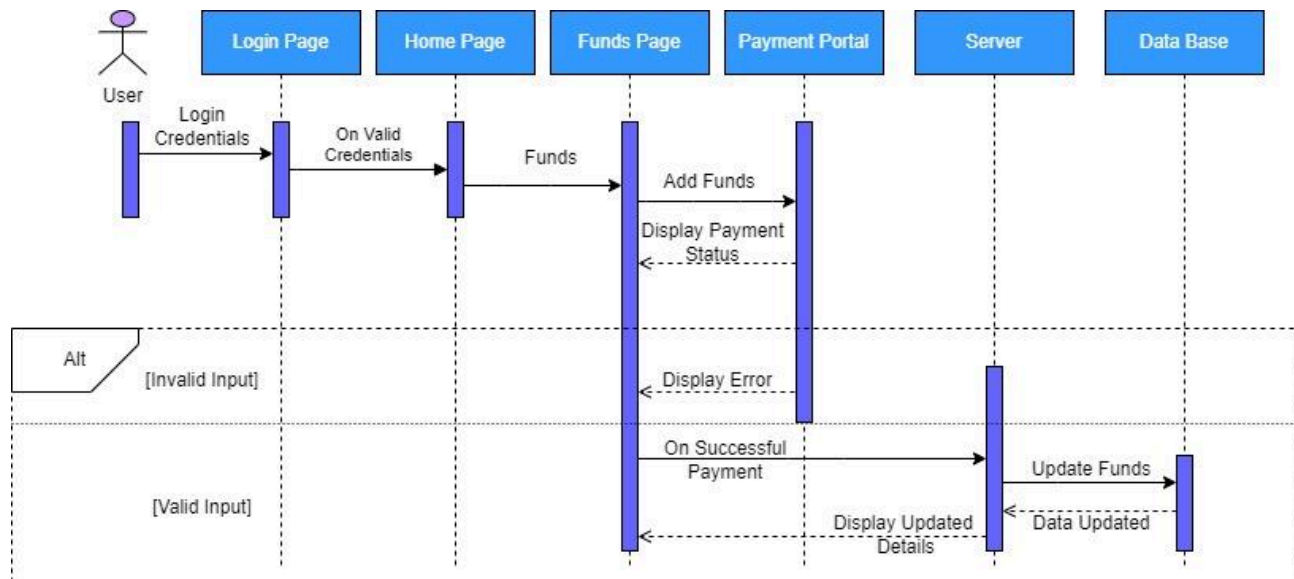 Login Page
Home Page
Funds Page
Payment Portal
Server
Data Base
User
Login
Credentials
On Valid
Credentials
Funds
Add Funds
Display Payment
Status
Alt
[Invalid Input]
Display Error
On Successful
Payment
Update Funds
[Valid Input]
Data Updated
Display Updated
Details